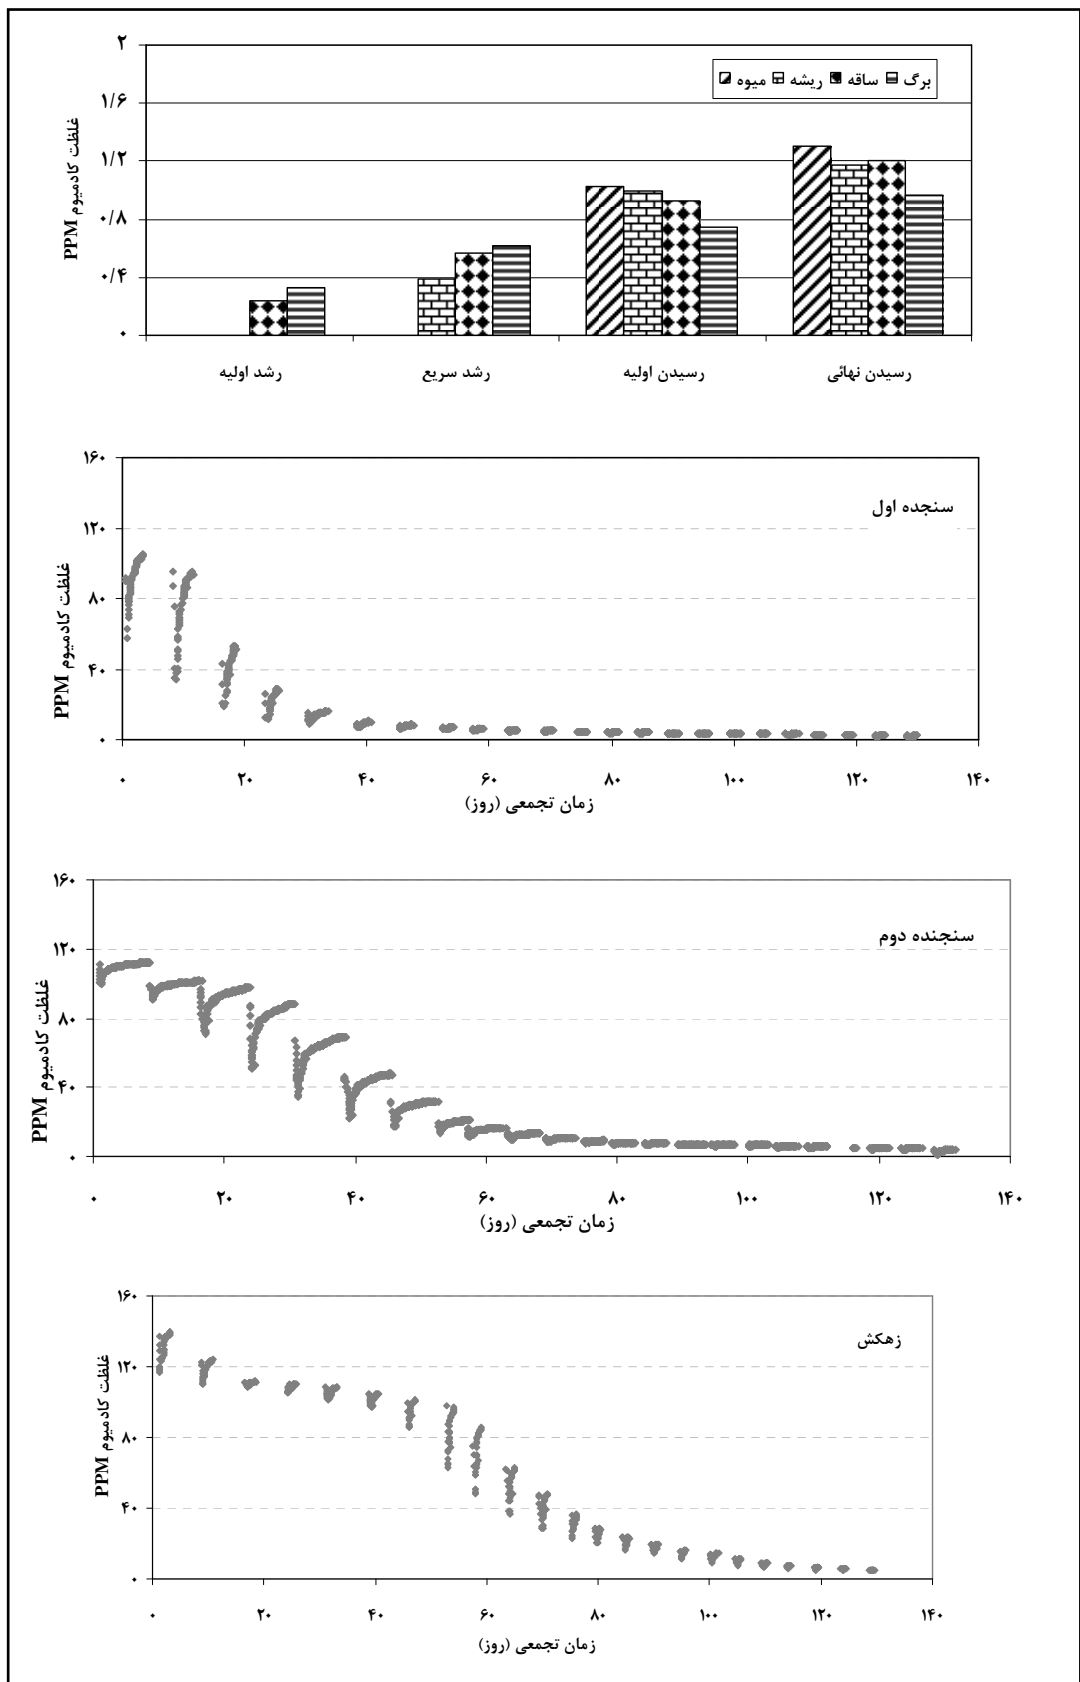 ۲
۱/۶
۱/۲
۰/۸
۰/۴
۰
غلظت کادمیوم PPM
میوه ریشه ساقه برگ
رشد اولیه رشد سریع رسیدن اولیه رسیدن نهائی
۱۶۰
۱۲۰
۸۰
۴۰
۰
غلظت کادمیوم PPM
سنجده اول
۰ ۲۰ ۴۰ ۶۰ ۸۰ ۱۰۰ ۱۲۰ ۱۴۰
زمان تجمعی (روز)
۱۶۰
۱۲۰
۸۰
۴۰
۰
غلظت کادمیوم PPM
سنجنده دوم
۰ ۲۰ ۴۰ ۶۰ ۸۰ ۱۰۰ ۱۲۰ ۱۴۰
زمان تجمعی (روز)
۱۶۰
۱۲۰
۸۰
۴۰
۰
غلظت کادمیوم PPM
زهکش
۰ ۲۰ ۴۰ ۶۰ ۸۰ ۱۰۰ ۱۲۰ ۱۴۰
زمان تجمعی (روز)